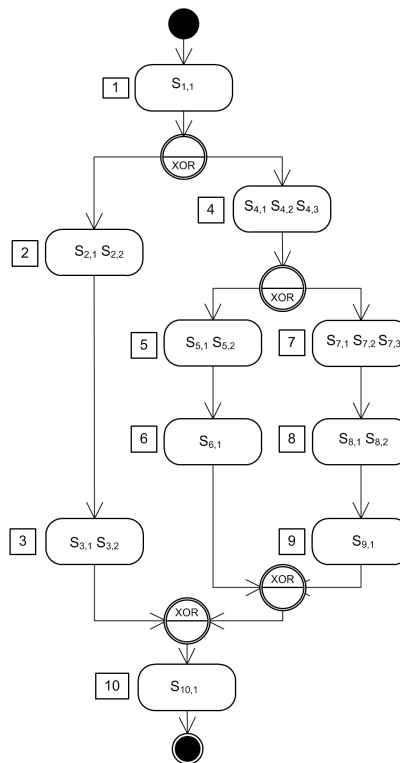 1
S1,1
XOR
4
S4,1 S4,2 S4,3
2
S2,1 S2,2
XOR
5
S5,1 S5,2
7
S7,1 S7,2 S7,3
6
S6,1
8
S8,1 S8,2
3
S3,1 S3,2
9
S9,1
XOR
XOR
10
S10,1